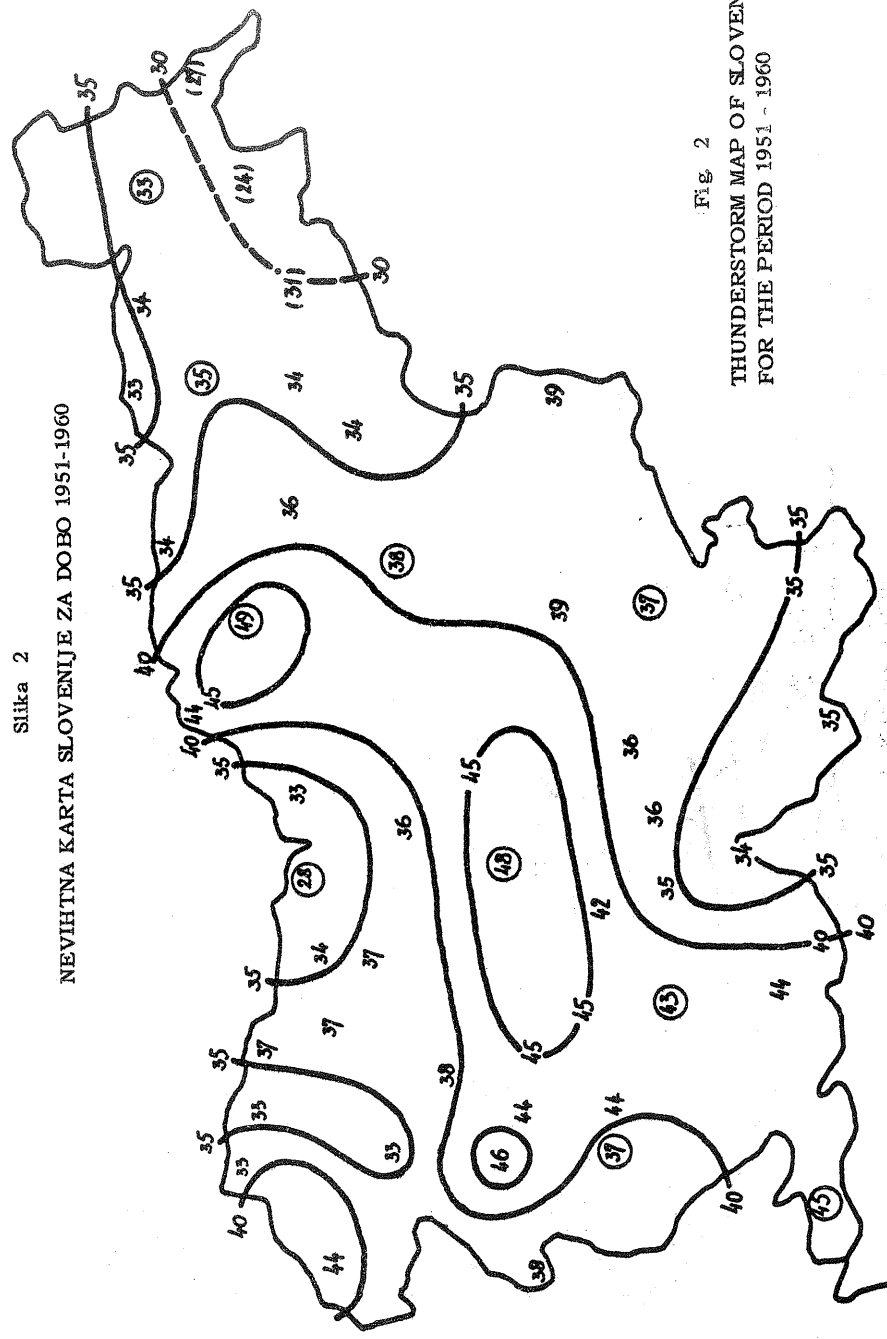 Slika 2
NEVIHTNA KARTA SLOVENIJE ZA DOBO 1951-1960
35
35 33 34
35 34 33 30
40 (27)
35 40 44 45 35
35 35
40 33 49 (24)
33 37 35
28 33 36 34 (31)
44 37 34 34 30
37
33 36 38
38 35
45
46 48
44 45
38 39 39
45 42
37 44 36
36 37
43 35
40 34
44 35 35
45 40 35 35
40
Fig. 2
THUNDERSTORM MAP OF SLOVEN
FOR THE PERIOD 1951 - 1960